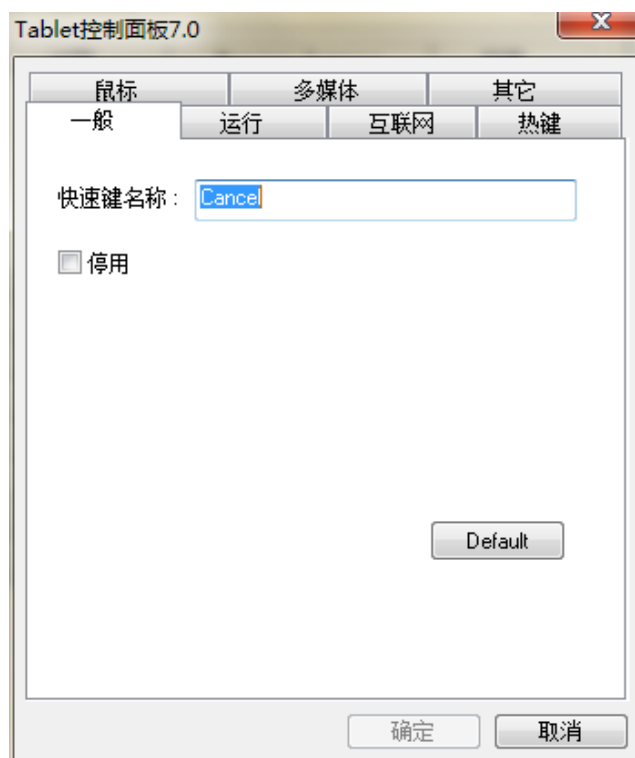 Tablet控制面板7.0
鼠标 多媒体 其它
一般 运行 互联网 热键
快速键名称： Cancel
停用
Default
确定 取消